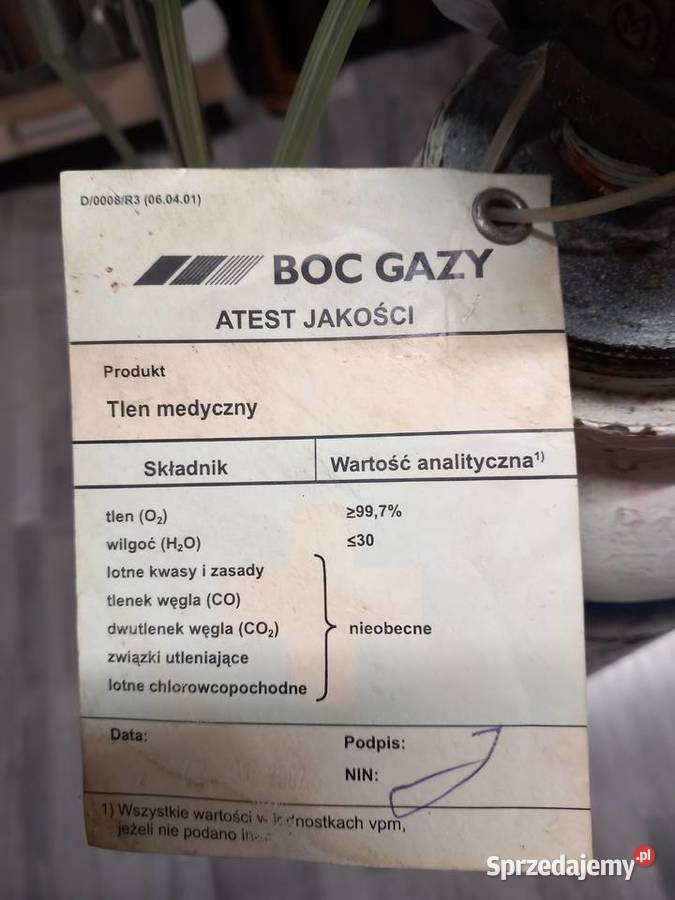 D/0008/R3 (06.04.01)
BOC GAZY
ATEST JAKOŚCI
Produkt
Tlen medyczny
Składnik Wartość analityczna1)
tlen (O2) ≥99,7%
wilgoć (H2O) ≤30
lotne kwasy i zasady
tlenek węgla (CO)
dwutlenek węgla (CO2) nieobecne
związki utleniające
lotne chlorowcopochodne
Data:
Podpis:
NIN:
1) Wszystkie wartości w jednostkach vpm,
jeżeli nie podano
Sprzedajemy.pl